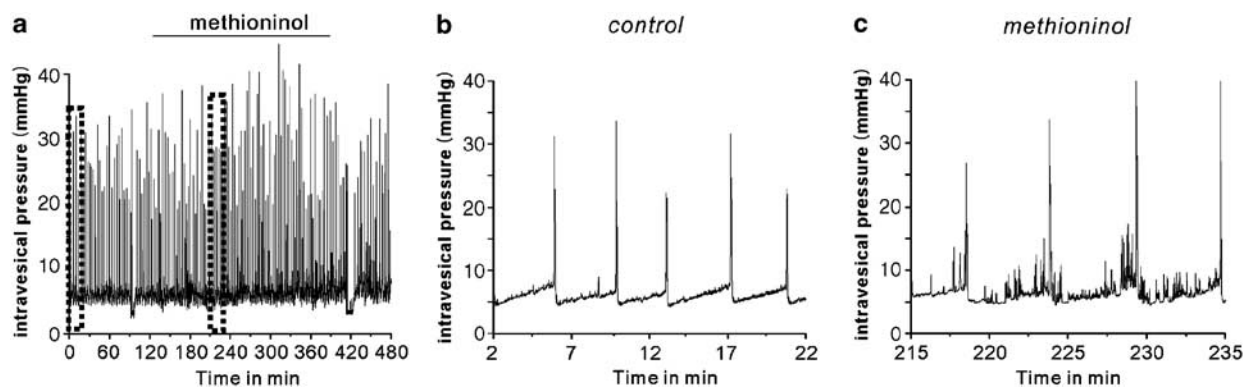 a
methioninol
intravesical pressure (mmHg)
40
30
20
10
0
0 60 120 180 240 300 360 420 480
Time in min
b
control
intravesical pressure (mmHg)
40
30
20
10
0
2 7 12 17 22
Time in min
c
methioninol
intravesical pressure (mmHg)
40
30
20
10
0
215 220 225 230 235
Time in min